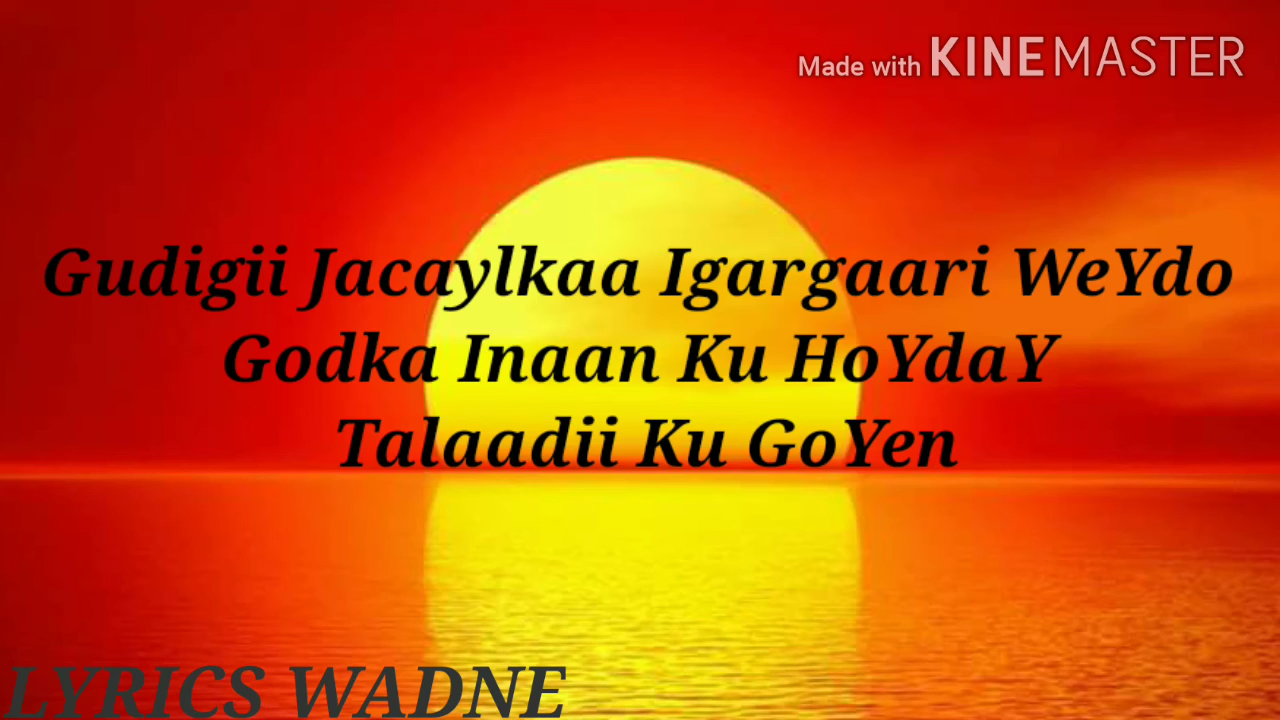 Made with KINEMASTER
Gudigii Jacaylkaa Igargaari WeYdo
Godka Inaan Ku HoYdaY
Talaadii Ku GoYen
LYRICS WADNE